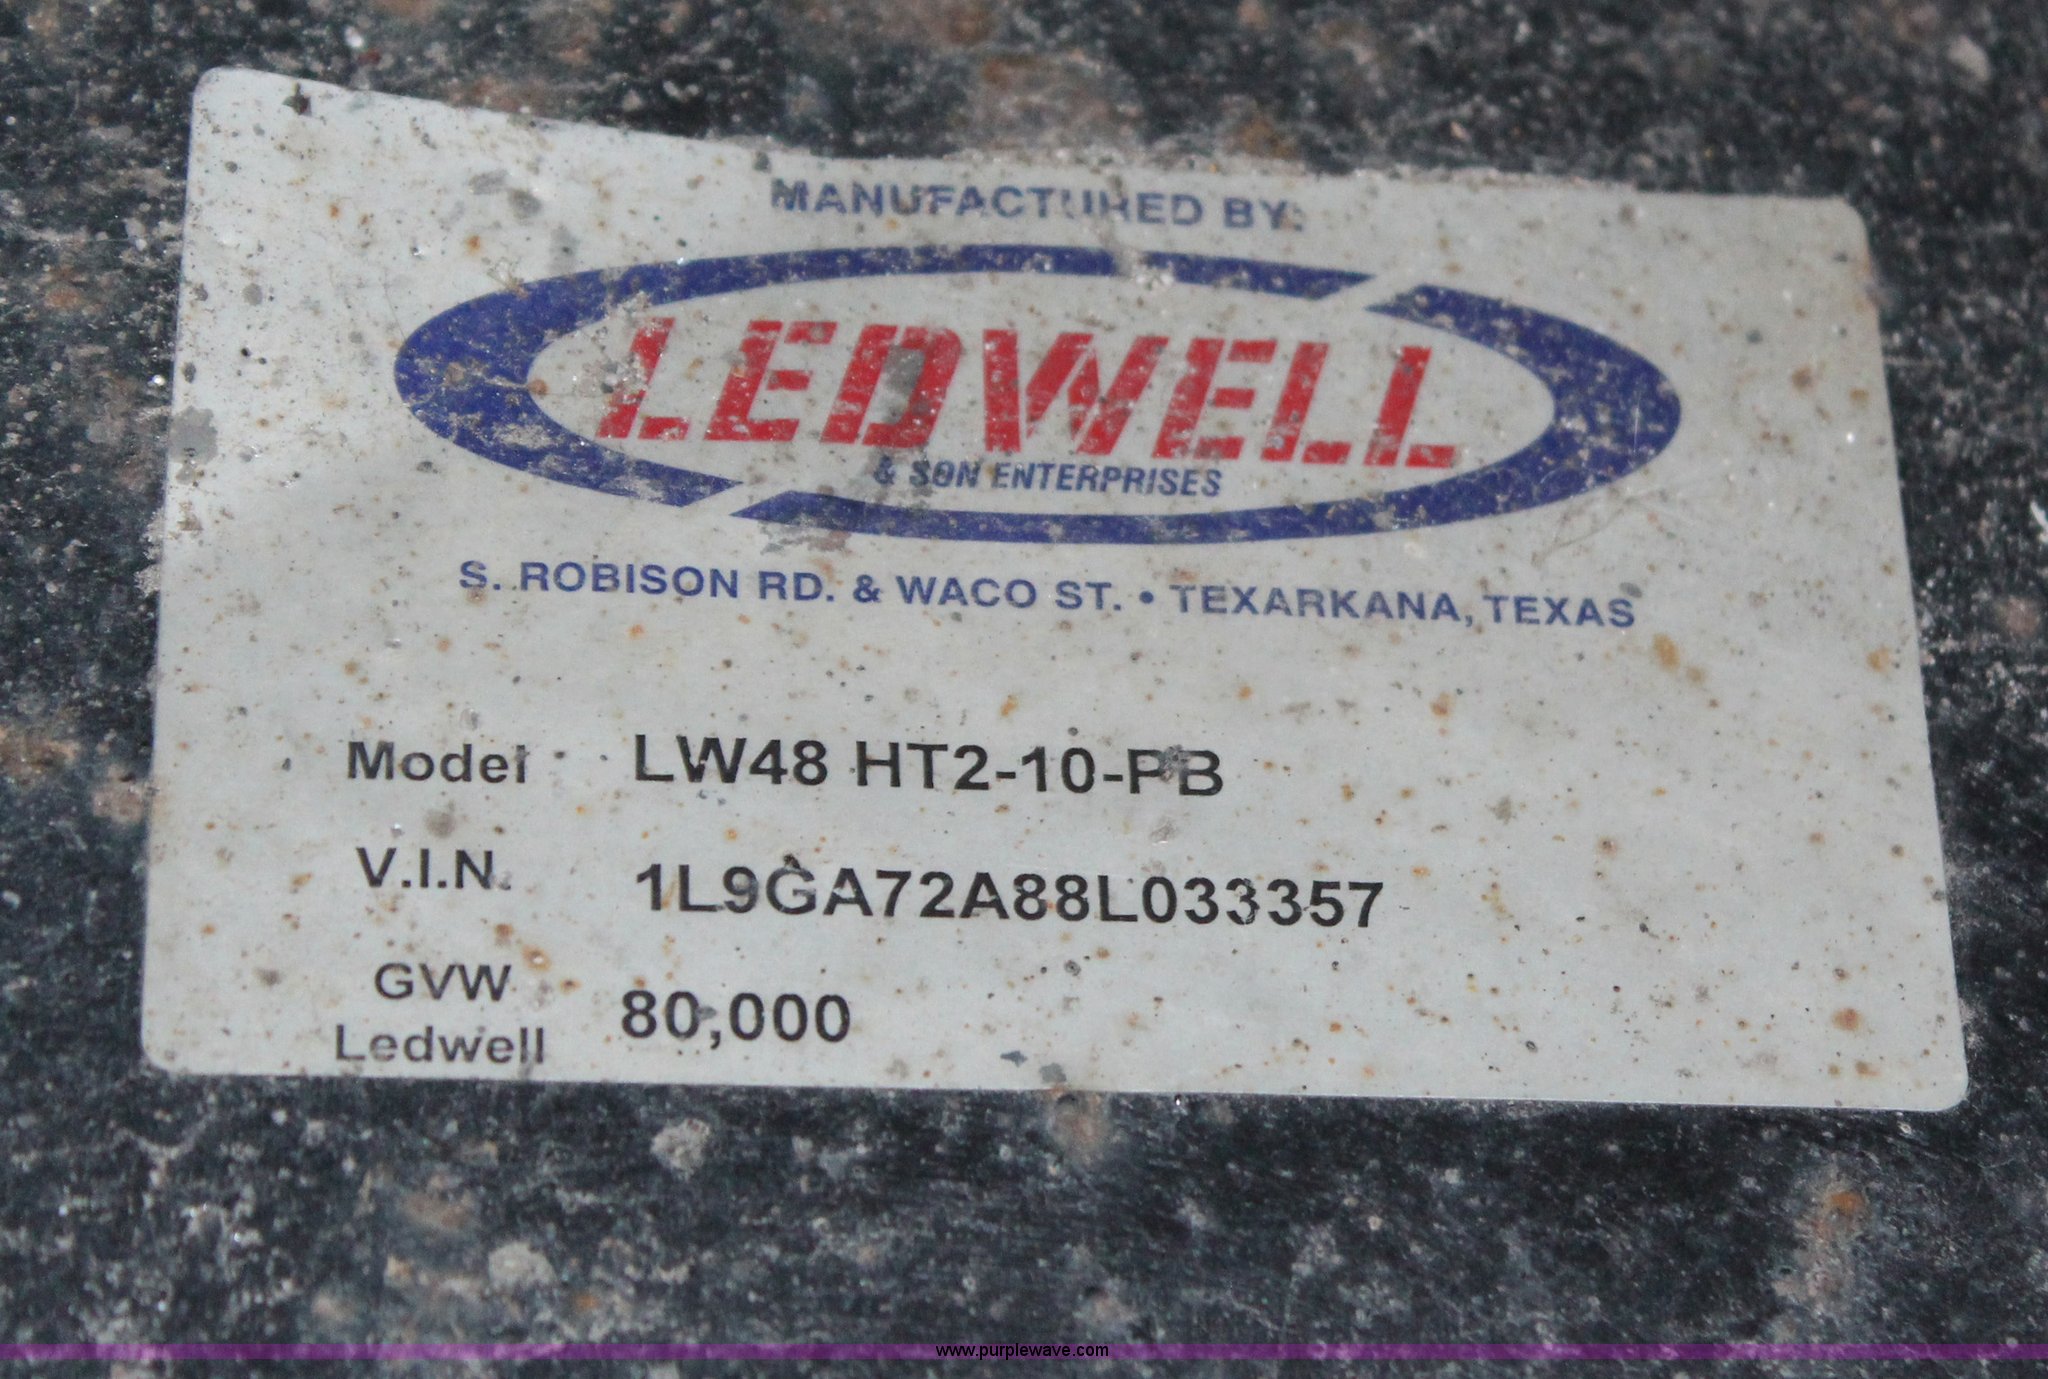 MANUFACTURED BY:
LEDWELL
& SON ENTERPRISES
S. ROBISON RD. & WACO ST. • TEXARKANA, TEXAS
Model LW48 HT2-10-PB
V.I.N. 1L9GA72A88L033357
GVW
Ledwell 80,000
www.purplewave.com